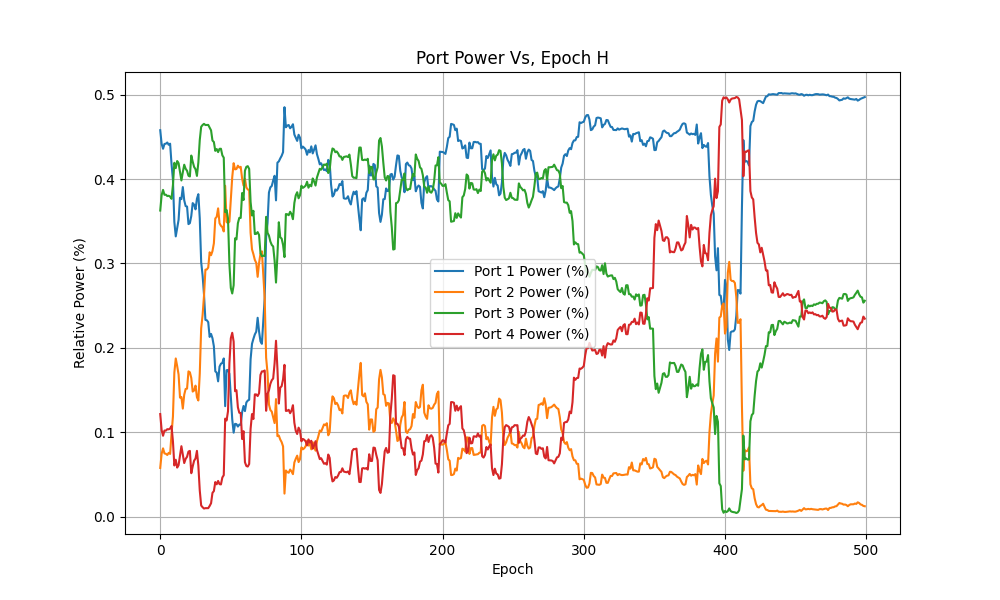 Port Power Vs, Epoch H
Relative Power (%)
0.5
0.4
0.3
0.2
0.1
0.0
Port 1 Power (%)
Port 2 Power (%)
Port 3 Power (%)
Port 4 Power (%)
0 100 200 300 400 500
Epoch